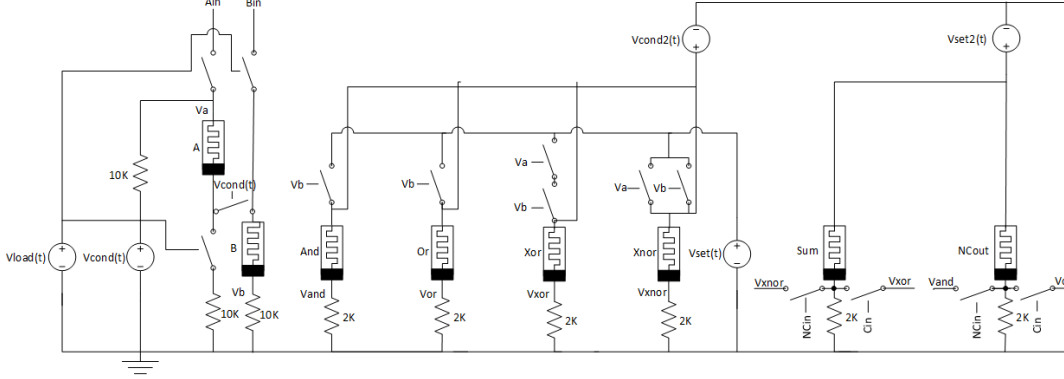 Ain
Bin
Vcond2(t)
Vset2(t)
Va
A
10K
Vcond(t)
Va
Vb
Vb
Va
Vb
Vb
B
And
Or
Xor
Xnor
Vset(t)
Sum
NCout
Vload(t)
Vcond(t)
Vb
Vand
Vor
Vxor
Vxnor
Vxnor
Vxor
Vand
10K
10K
2K
2K
2K
2K
2K
2K
NCin
Cin
NCin
Cin